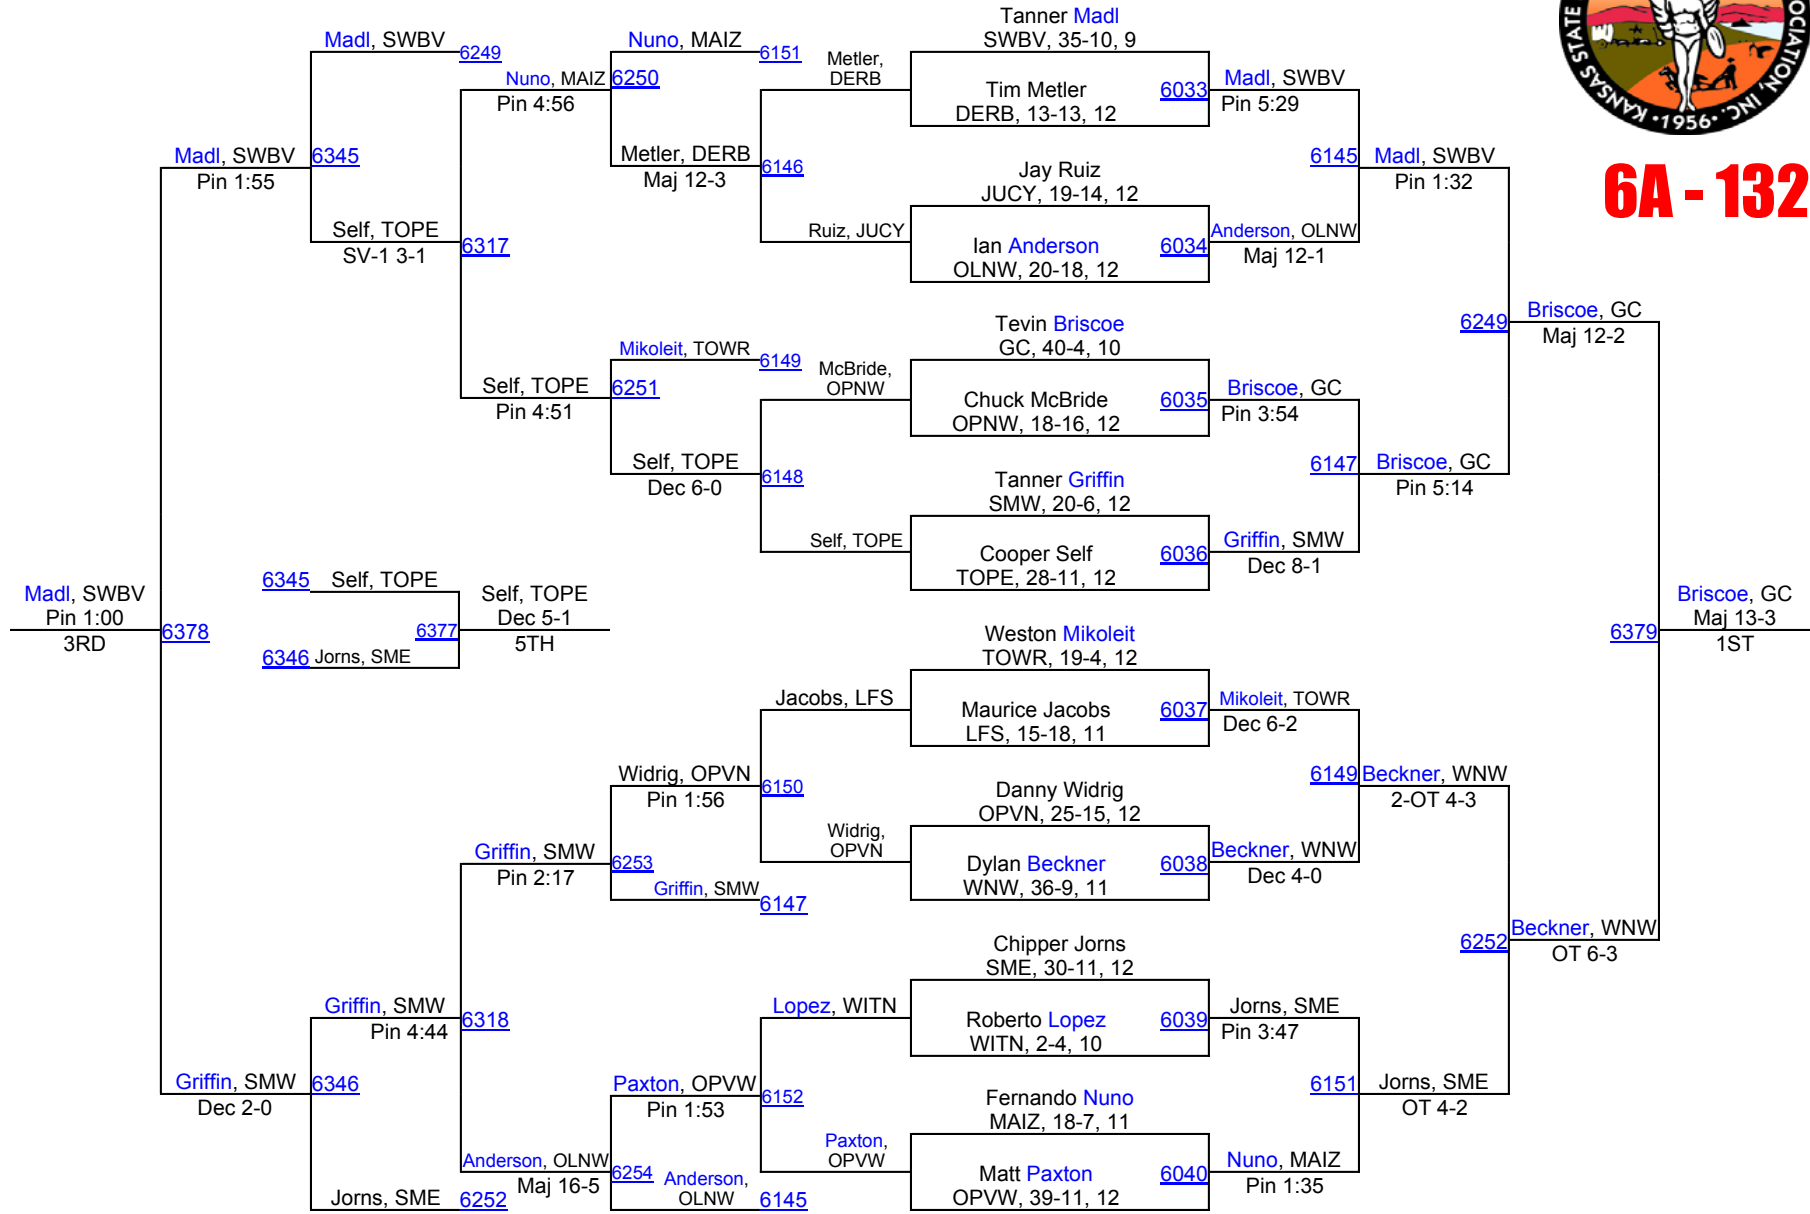 Tanner Madl
SWBV, 35-10, 9
Tim Metler
DERB, 13-13, 12
6033
Jay Ruiz
JUCY, 19-14, 12
Ian Anderson
OLNW, 20-18, 12
6034
Tevin Briscoe
GC, 40-4, 10
Chuck McBride
OPNW, 18-16, 12
6035
Tanner Griffin
SMW, 20-6, 12
Cooper Self
TOPE, 28-11, 12
6036
Weston Mikoleit
TOWR, 19-4, 12
Maurice Jacobs
LFS, 15-18, 11
6037
Danny Widrig
OPVN, 25-15, 12
Dylan Beckner
WNW, 36-9, 11
6038
Chipper Jorns
SME, 30-11, 12
Roberto Lopez
WITN, 2-4, 10
6039
Fernando Nuno
MAIZ, 18-7, 11
Matt Paxton
OPVW, 39-11, 12
6040
Madl, SWBV
Pin 5:29
6145
Anderson, OLNW
Maj 12-1
Briscoe, GC
Pin 3:54
6147
Griffin, SMW
Dec 8-1
Mikoleit, TOWR
Dec 6-2
6149
Beckner, WNW
Dec 4-0
Jorns, SME
Pin 3:47
6151
Nuno, MAIZ
Pin 1:35
Madl, SWBV
Pin 1:32
6249
Briscoe, GC
Pin 5:14
Beckner, WNW
2-OT 4-3
6252
Jorns, SME
OT 4-2
Briscoe, GC
Maj 12-2
6379
Beckner, WNW
OT 6-3
Briscoe, GC
Maj 13-3
1ST
KANSAS STATE
OCIATION, INC.
•1956•
6A - 132
Metler,
DERB
6146
Ruiz, JUCY
McBride,
OPNW
6148
Self, TOPE
Jacobs, LFS
6150
Widrig,
OPVN
Lopez, WITN
6152
Paxton,
OPVW
Nuno, MAIZ
6151
6250
Metler, DERB
Maj 12-3
Mikoleit, TOWR
6149
6251
Self, TOPE
Dec 6-0
Widrig, OPVN
Pin 1:56
6253
Griffin, SMW
6147
Paxton, OPVW
Pin 1:53
6254
Anderson,
OLNW
6145
Nuno, MAIZ
Pin 4:56
6317
Self, TOPE
Pin 4:51
Griffin, SMW
Pin 2:17
6318
Anderson, OLNW
Maj 16-5
Madl, SWBV
6249
6345
Self, TOPE
SV-1 3-1
Griffin, SMW
Pin 4:44
6346
Jorns, SME
6252
Madl, SWBV
Pin 1:55
6378
Griffin, SMW
Dec 2-0
Madl, SWBV
Pin 1:00
3RD
6345
Self, TOPE
6377
6346
Jorns, SME
Self, TOPE
Dec 5-1
5TH